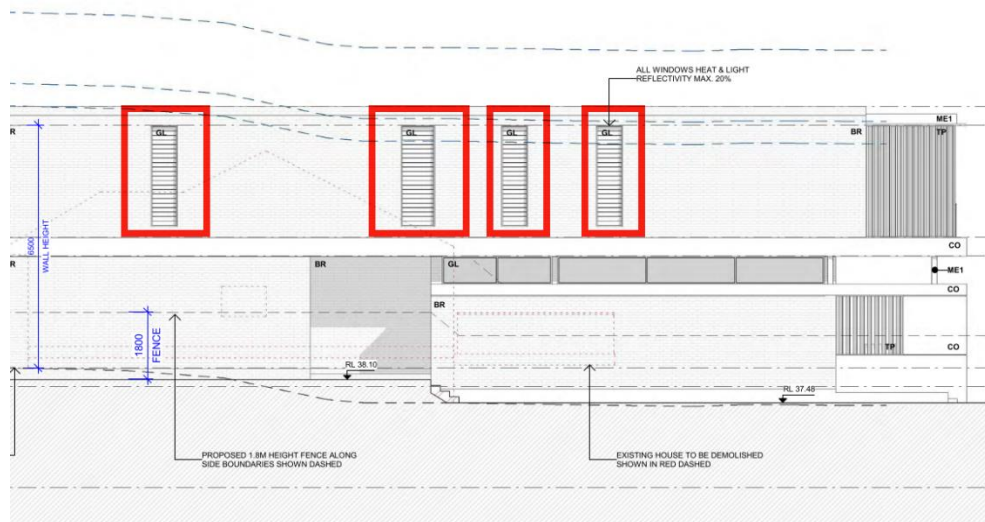 ALL WINDOWS HEAT & LIGHT
REFLECTIVITY MAX. 20%
ME1
R
GL
GL
GL
GL
BR
TP
6500
WALL HEIGHT
CO
R
BR
GL
ME1
CO
BR
1800
FENCE
TP
CO
RL 38.10
RL 37.48
PROPOSED 1.8M HEIGHT FENCE ALONG
SIDE BOUNDARIES SHOWN DASHED
EXISTING HOUSE TO BE DEMOLISHED
SHOWN IN RED DASHED